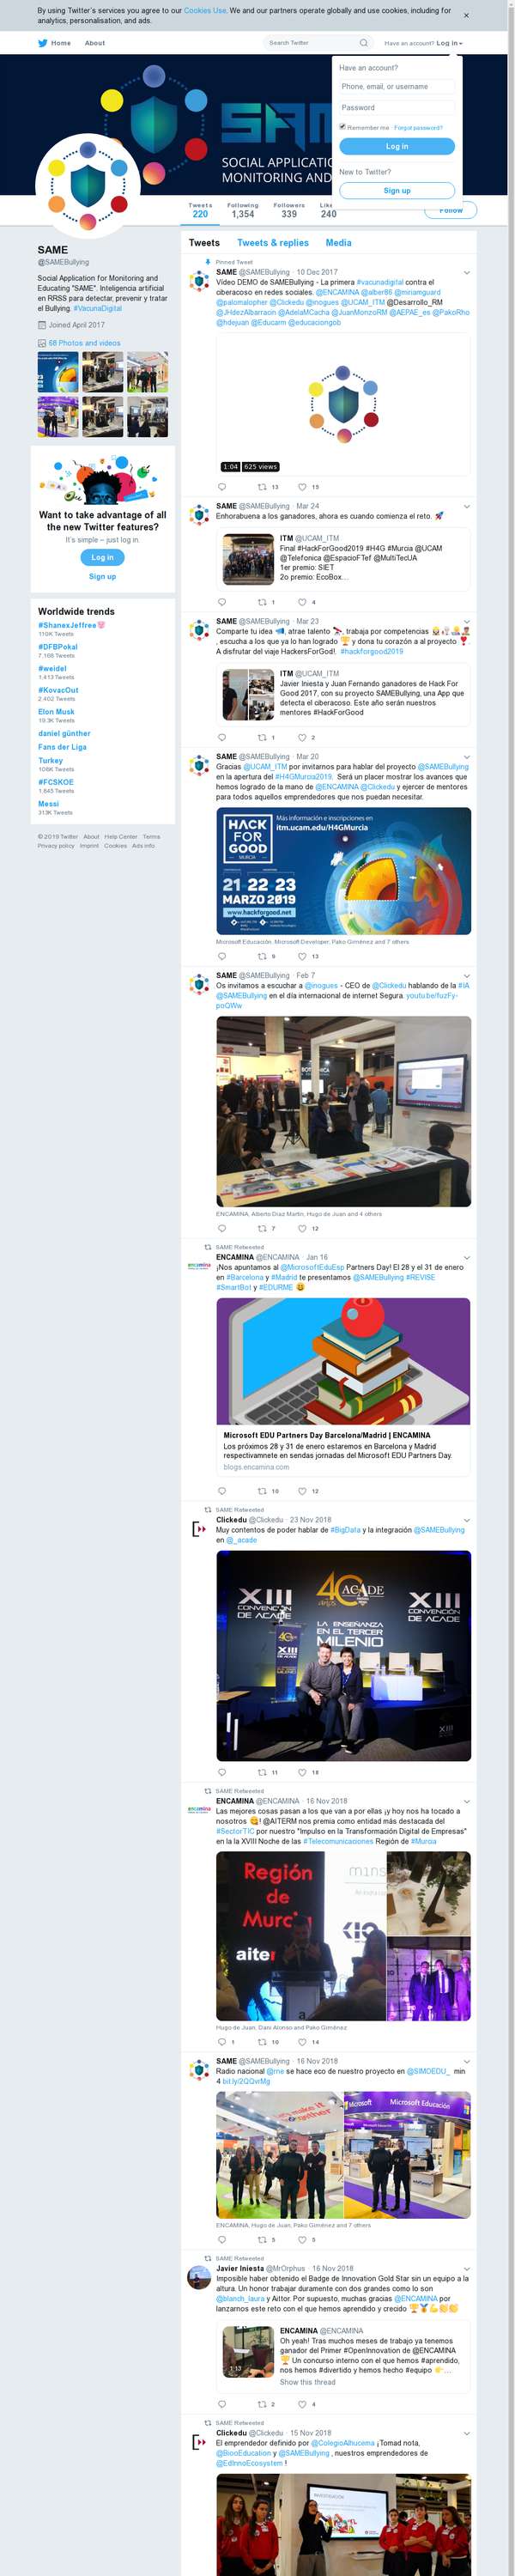 By using Twitter's services you agree to our Cookies Use. We and our partners operate globally and use cookies, including for
analytics, personalisation, and ads.
Home About
Search Twitter
Have an account? Log in
Have an account?
Phone, email, or username
Password
Remember me · Forgot password?
Log in
New to Twitter?
Sign up
SOCIAL APPLICATIO
MONITORING AND
Tweets
220
Following
1,354
Followers
339
Like
240
Follow
SAME
@SAMEBullying
Social Application for Monitoring and
Educating "SAME". Inteligencia artificial
en RRSS para detectar, prevenir y tratar
el Bullying. #VacunaDigital
Joined April 2017
68 Photos and videos
Want to take advantage of all
the new Twitter features?
It's simple – just log in.
Log in
Sign up
Worldwide trends
#ShanexJeffree
110K Tweets
#DFBPokal
7,168 Tweets
#weidel
1,413 Tweets
#KovacOut
2,402 Tweets
Elon Musk
19.3K Tweets
daniel günther
Fans der Liga
Turkey
106K Tweets
#FCSKOE
1,645 Tweets
Messi
313K Tweets
© 2019 Twitter About Help Center Terms
Privacy policy Imprint Cookies Ads info
Tweets Tweets & replies Media
Pinned Tweet
SAME @SAMEBullying · 10 Dec 2017
Vídeo DEMO de SAMEBullying - La primera #vacunadigital contra el
ciberacoso en redes sociales. @ENCAMINA @alber86 @miriamguard
@palomalopher @Clickedu @inogues @UCAM_ITM @Desarrollo_RM
@JHdezAlbarracin @AdelaMCacha @JuanMonzoRM @AEPAE_es @PakoRho
@hdejuan @Educarm @educaciongob
1:04 625 views
13 15
SAME @SAMEBullying · Mar 24
Enhorabuena a los ganadores, ahora es cuando comienza el reto.
ITM @UCAM_ITM
Final #HackForGood2019 #H4G #Murcia @UCAM
@Telefonica @EspacioFTef @MultiTecUA
1er premio: SIET
2o premio: EcoBox…
1 4
SAME @SAMEBullying · Mar 23
Comparte tu idea , atrae talento , trabaja por competencias
, escucha a los que ya lo han logrado y dona tu corazón a al proyecto .
A disfrutar del viaje HackersForGod!. #hackforgood2019
ITM @UCAM_ITM
Javier Iniesta y Juan Fernando ganadores de Hack For
Good 2017, con su proyecto SAMEBullying, una App que
detecta el ciberacoso. Este año serán nuestros
mentores #HackForGood
1 2
SAME @SAMEBullying · Mar 20
Gracias @UCAM_ITM por invitarnos para hablar del proyecto @SAMEBullying
en la apertura del #H4GMurcia2019, Será un placer mostrar los avances que
hemos logrado de la mano de @ENCAMINA @Clickedu y ejercer de mentores
para todos aquellos emprendedores que nos puedan necesitar.
HACK
FOR
GOOD
MURCIA
Más información e inscripciones en
itm.ucam.edu/H4GMurcia
21 22 23
MARZO 2019
www.hackforgood.net
Microsoft Educación, Microsoft Developer, Pako Giménez and 7 others
9 13
SAME @SAMEBullying · Feb 7
Os invitamos a escuchar a @inogues - CEO de @Clickedu hablando de la #IA
@SAMEBullying en el día internacional de internet Segura. youtu.be/fuzFy-
poQWw
ENCAMINA, Alberto Diaz Martin, Hugo de Juan and 4 others
7 12
SAME Retweeted
ENCAMINA @ENCAMINA · Jan 16
¡Nos apuntamos al @MicrosoftEduEsp Partners Day! El 28 y el 31 de enero
en #Barcelona y #Madrid te presentamos @SAMEBullying #REVISE
#SmartBot y #EDURME
Microsoft EDU Partners Day Barcelona/Madrid | ENCAMINA
Los próximos 28 y 31 de enero estaremos en Barcelona y Madrid
respectivamnete en sendas jornadas del Microsoft EDU Partners Day.
blogs.encamina.com
10 12
SAME Retweeted
Clickedu @Clickedu · 23 Nov 2018
Muy contentos de poder hablar de #BigData y la integración @SAMEBullying
en @_acade
XIII
CONVENCIÓN
DE ACADE
40
ACADE
LA ENSEÑANZA
EN EL TERCER
MILENIO
XIII
CONVENCIÓN
DE ACADE
11 18
SAME Retweeted
ENCAMINA @ENCAMINA · 16 Nov 2018
Las mejores cosas pasan a los que van a por ellas ¡y hoy nos ha tocado a
nosotros ! @AITERM nos premia como entidad más destacada del
#SectorTIC por nuestro "Impulso en la Transformación Digital de Empresas"
en la la XVIII Noche de las #Telecomunicaciones Región de #Murcia
Región
de
Murc
aite
Hugo de Juan, Dani Alonso and Pako Giménez
1 10 14
SAME @SAMEBullying · 16 Nov 2018
Radio nacional @rne se hace eco de nuestro proyecto en @SIMOEDU_ min
4 bit.ly/2QQvrMg
Microsoft Microsoft Educación
ENCAMINA, Hugo de Juan, Pako Giménez and 7 others
5 5
SAME Retweeted
Javier Iniesta @MrOrphus · 16 Nov 2018
Imposible haber obtenido el Badge de Innovation Gold Star sin un equipo a la
altura. Un honor trabajar duramente con dos grandes como lo son
@blanch_laura y Aittor. Por supuesto, muchas gracias @ENCAMINA por
lanzarnos este reto con el que hemos aprendido y crecido
1:13
ENCAMINA @ENCAMINA
Oh yeah! Tras muchos meses de trabajo ya tenemos
ganador del Primer #OpenInnovation de @ENCAMINA
Un concurso interno con el que hemos #aprendido,
nos hemos #divertido y hemos hecho #equipo …
Show this thread
2 4
SAME Retweeted
Clickedu @Clickedu · 15 Nov 2018
El emprendedor definido por @ColegioAlhucema ¡Tomad nota,
@BlooEducation y @SAMEBullying , nuestros emprendedores de
@EdInnoEcosystem !